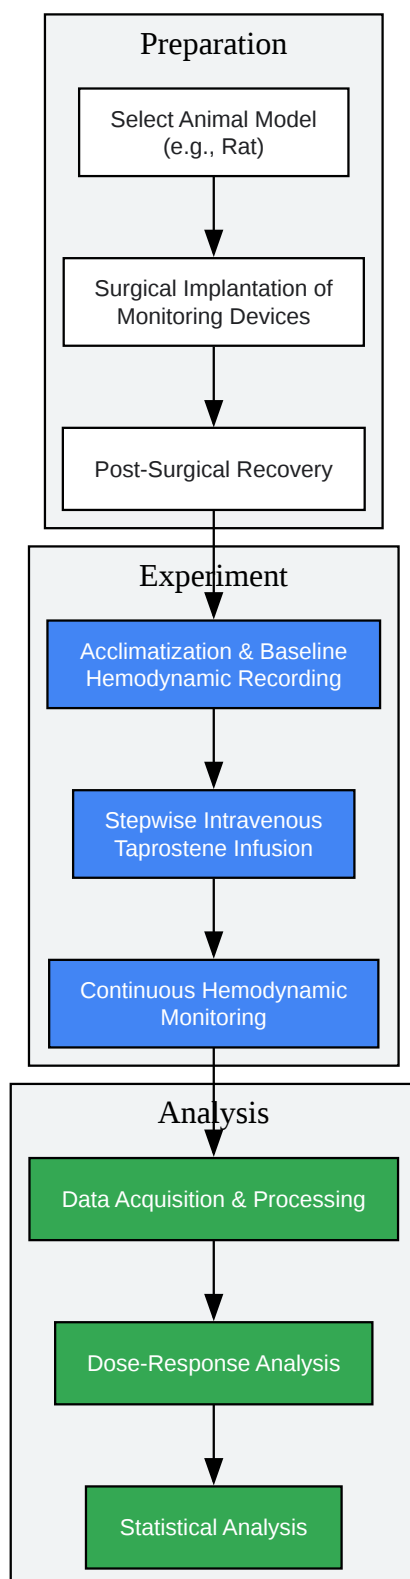 Preparation
Select Animal Model
(e.g., Rat)
Surgical Implantation of
Monitoring Devices
Post-Surgical Recovery
Experiment
Acclimatization & Baseline
Hemodynamic Recording
Stepwise Intravenous
Taprostene Infusion
Continuous Hemodynamic
Monitoring
Analysis
Data Acquisition & Processing
Dose-Response Analysis
Statistical Analysis